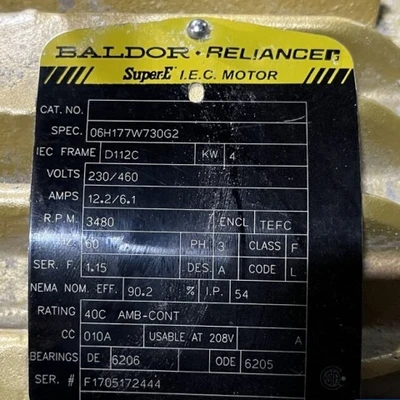 BALDOR · RELIANCER
Super-E I.E.C. MOTOR
CAT. NO.
SPEC. 06H177W730G2
IEC FRAME D112C KW 4
VOLTS 230/460
AMPS 12.2/6.1
R.P.M. 3480 ENCL TEFC
HZ 60 PH 3 CLASS F
SER. F. 1.15 DES. A CODE L
NEMA NOM. EFF. 90.2 % I.P. 54
RATING 40C AMB-CONT
CC 010A USABLE AT 208V A
BEARINGS DE 6206 ODE 6205
SER. # F1705172444